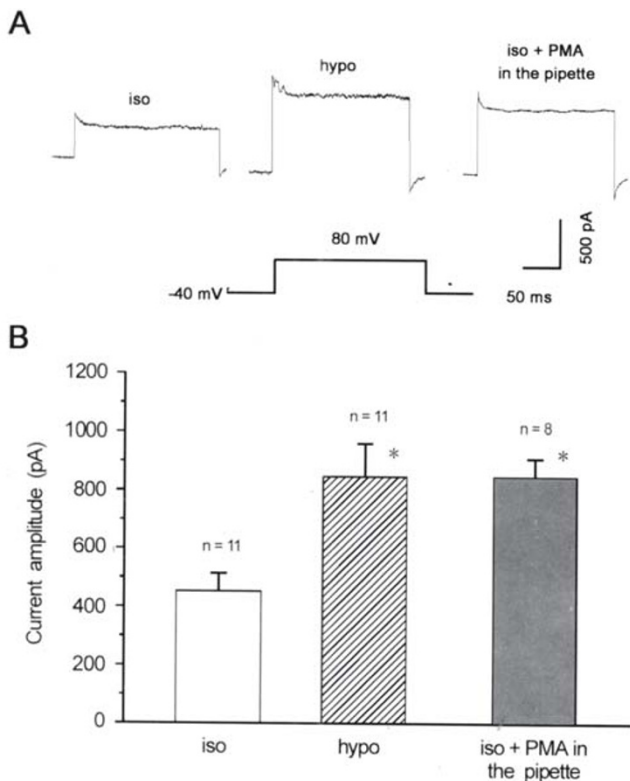 A
iso
hypo
iso + PMA
in the pipette
80 mV
-40 mV
50 ms
500 pA
B
Current amplitude (pA)
1200
1000
800
600
400
200
0
n = 11
n = 11
*
n = 8
*
iso
hypo
iso + PMA in
the pipette